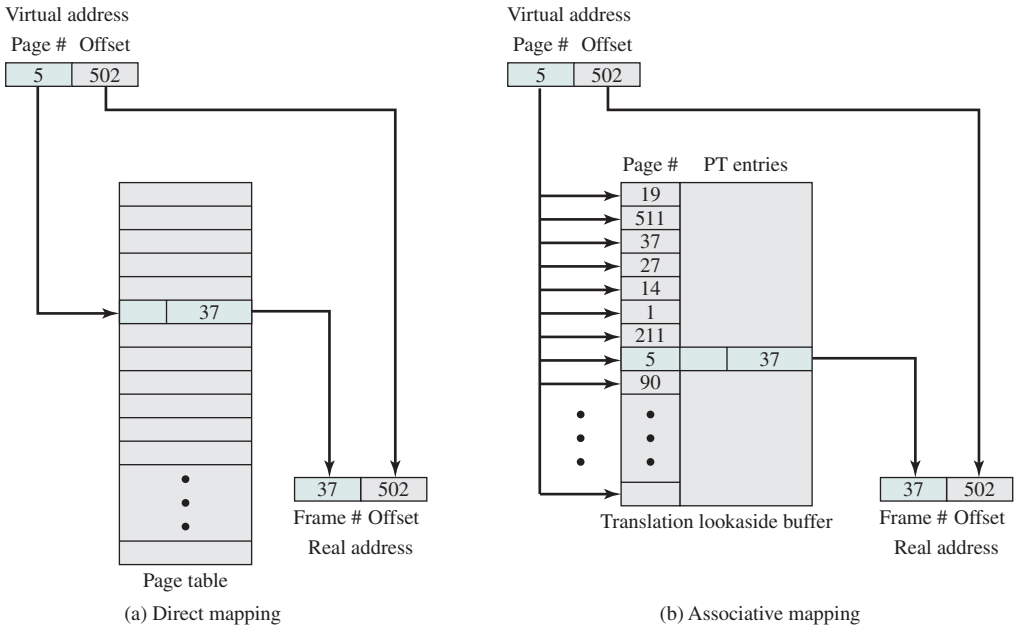 Virtual address
Page # Offset
5 502
37
37 502
Frame # Offset
Real address
Page table
(a) Direct mapping
Virtual address
Page # Offset
5 502
Page # PT entries
19
511
37
27
14
1
211
5 37
90
37 502
Translation lookaside buffer
Frame # Offset
Real address
(b) Associative mapping